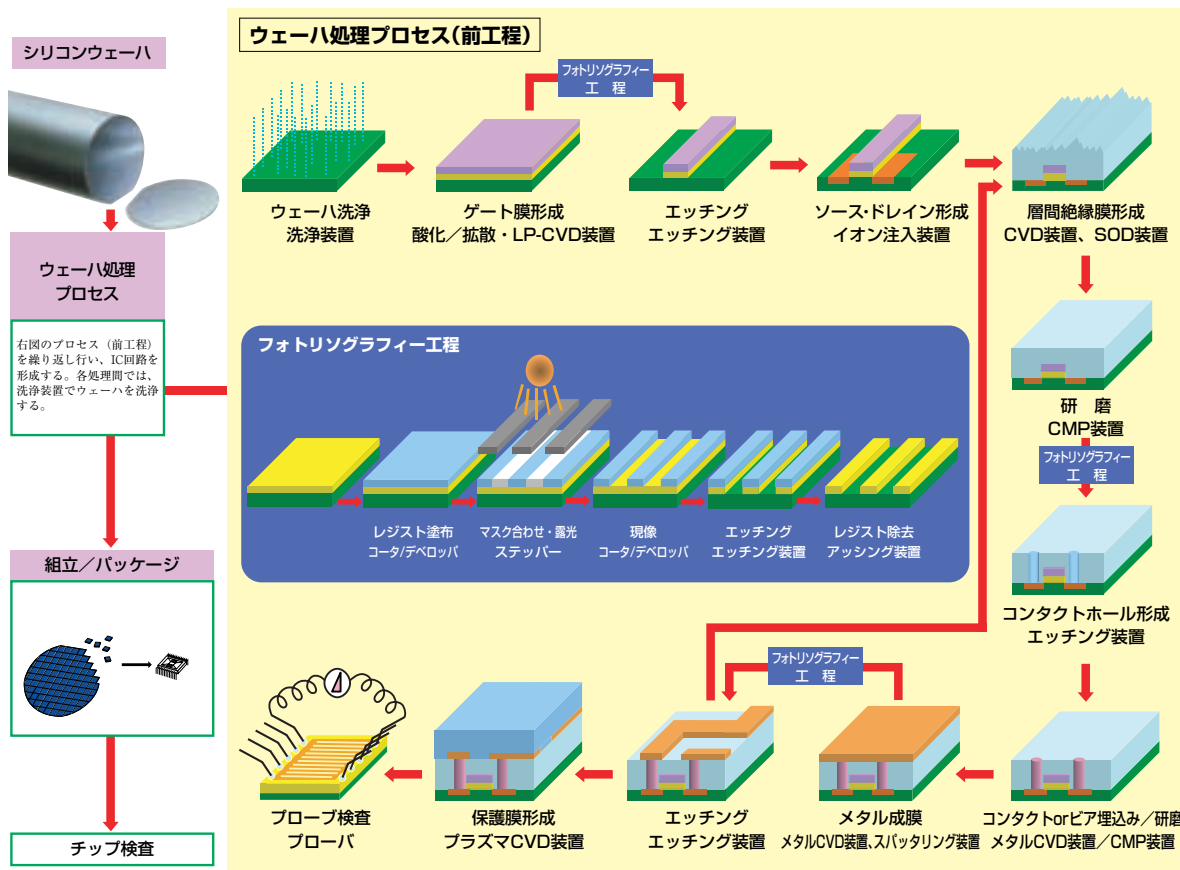 シリコンウェーハ
ウェーハ処理
プロセス
右図のプロセス（前工程）
を繰り返し行い、IC回路を
形成する。各処理間では、
洗浄装置でウェーハを洗浄
する。
組立／パッケージ
チップ検査
ウェーハ処理プロセス(前工程)
フォトリソグラフィー
工　程
ウェーハ洗浄
洗浄装置
ゲート膜形成
酸化／拡散・LP-CVD装置
エッチング
エッチング装置
ソース・ドレイン形成
イオン注入装置
層間絶縁膜形成
CVD装置、SOD装置
研　磨
CMP装置
フォトリソグラフィー
工　程
コンタクトホール形成
エッチング装置
フォトリソグラフィー工程
レジスト塗布
コータ/デベロッパ
マスク合わせ・露光
ステッパー
現像
コータ/デベロッパ
エッチング
エッチング装置
レジスト除去
アッシング装置
コンタクトorビア埋込み／研磨
メタルCVD装置／CMP装置
メタル成膜
メタルCVD装置、スパッタリング装置
フォトリソグラフィー
工　程
エッチング
エッチング装置
保護膜形成
プラズマCVD装置
プローブ検査
プローバ